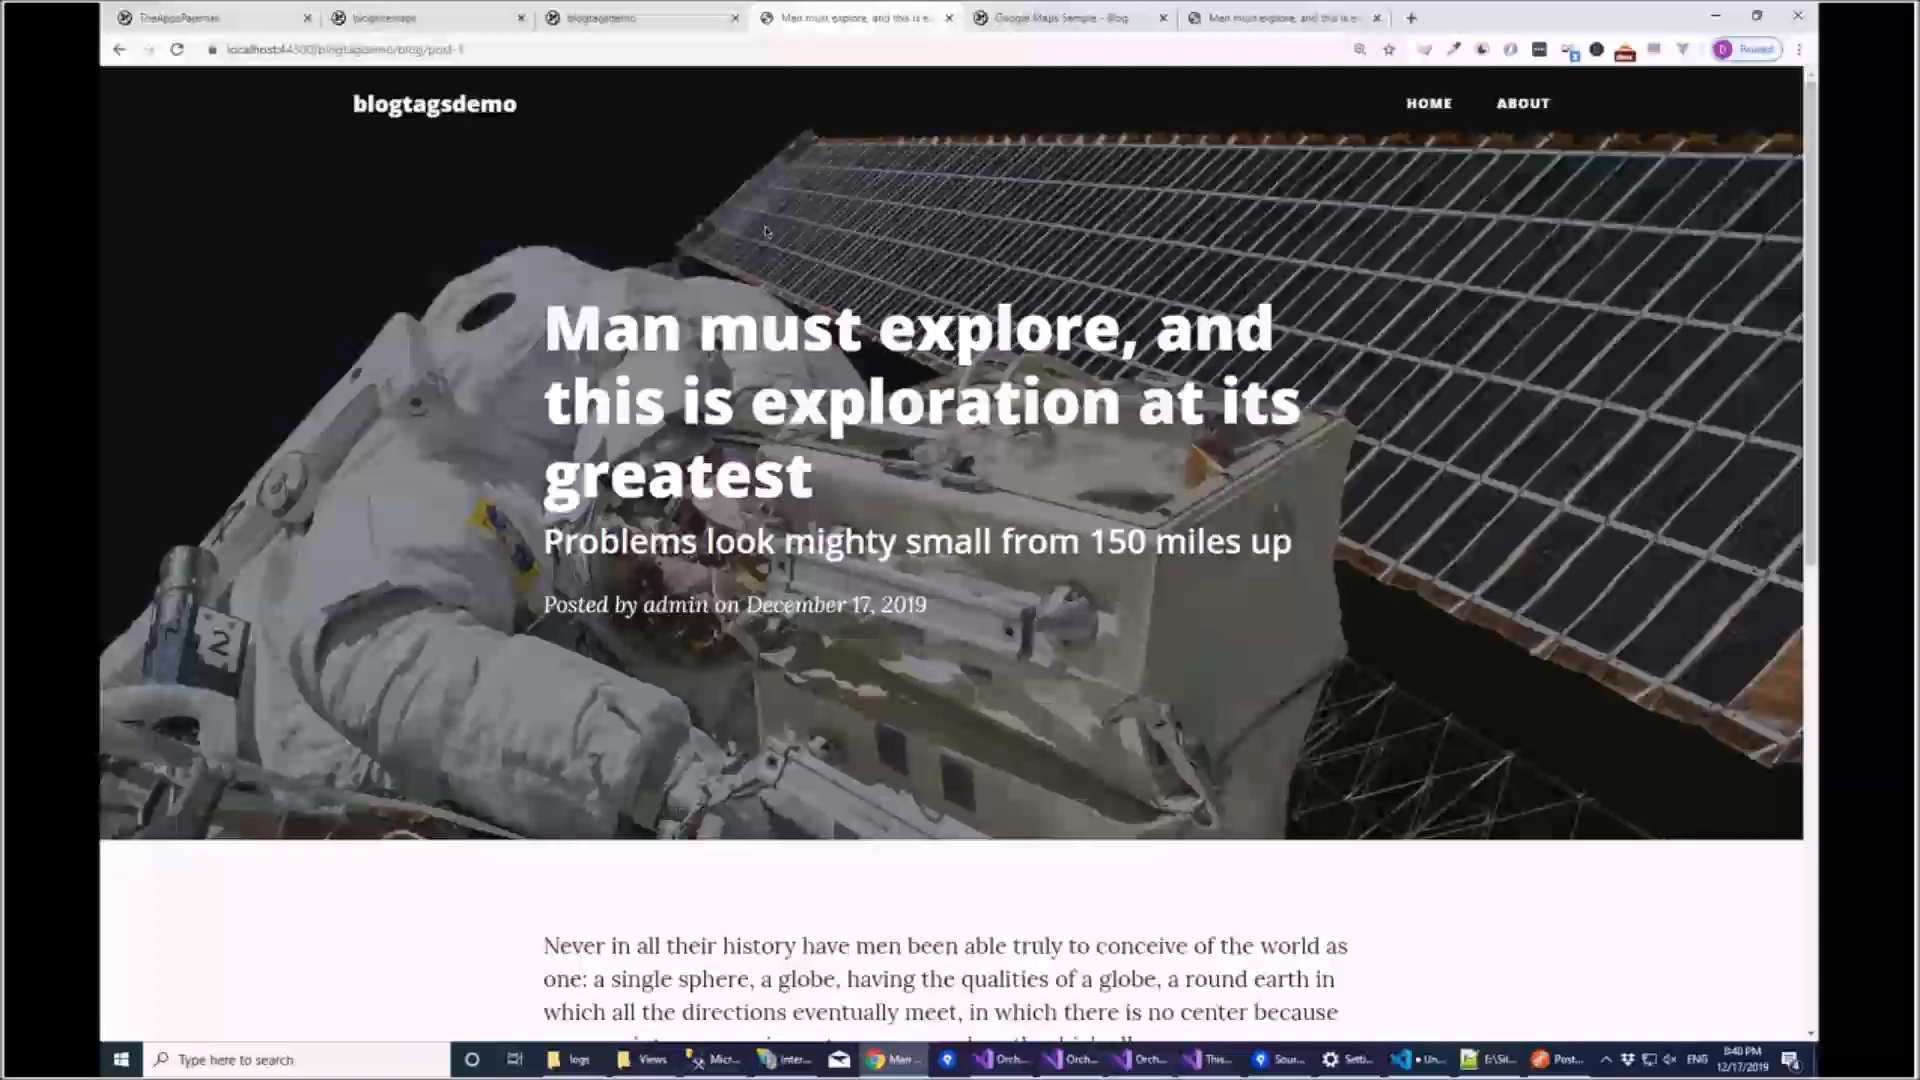 TheAppsPajamas
blogtagsdemo
Man must explore, and this is e...
Google Maps Sample - Blog
Man must explore, and this is e
localhost:44300/blogtagsdemo/blog/post-1
Paused
blogtagsdemo
HOME
ABOUT
Man must explore, and
this is exploration at its
greatest
Problems look mighty small from 150 miles up
Posted by admin on December 17, 2019
2
Never in all their history have men been able truly to conceive of the world as
one: a single sphere, a globe, having the qualities of a globe, a round earth in
which all the directions eventually meet, in which there is no center because
Type here to search
logs
Views
Micr...
Inter...
Man ...
Orch...
Orch...
Orch...
This...
Sour...
Setti...
Un...
E:\Sit...
Post...
ENG
8:40 PM
12/17/2019